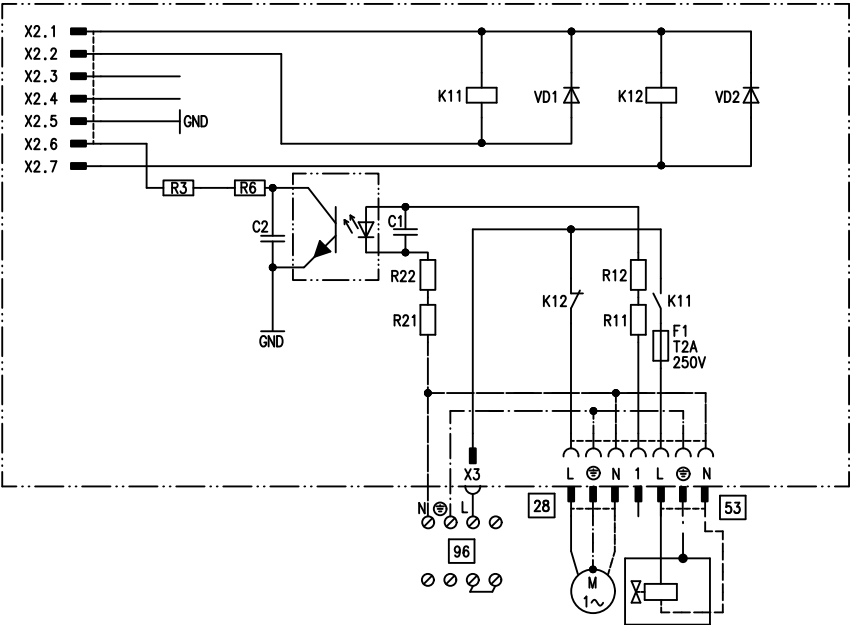 X2.1
X2.2
X2.3
X2.4
X2.5 GND
X2.6
X2.7
K11 VD1 K12 VD2
R3 R6
C2 C1
R22 R12
K12 K11
R21 R11
F1
T2A
250V
GND
X3 L N 1 L N
N L 28 53
96
M
1~